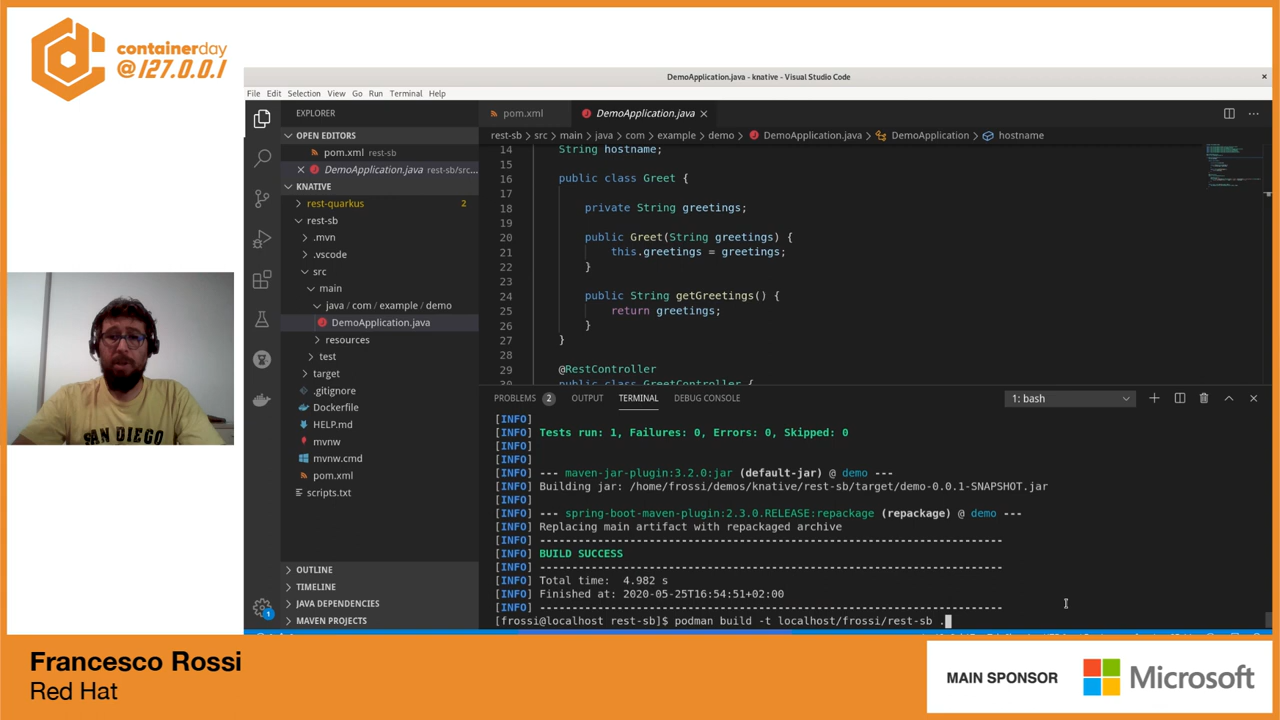 containerday
@127.0.0.1
DemoApplication.java - knative - Visual Studio Code
File Edit Selection View Go Run Terminal Help
EXPLORER
OPEN EDITORS
pom.xml rest-sb
DemoApplication.java rest-sb/src...
KNATIVE
rest-quarkus 2
rest-sb
.mvn
.vscode
src
main
java / com / example / demo
DemoApplication.java
resources
test
target
.gitignore
Dockerfile
HELP.md
mvnw
mvnw.cmd
pom.xml
scripts.txt
OUTLINE
TIMELINE
JAVA DEPENDENCIES
MAVEN PROJECTS
1
pom.xml DemoApplication.java
rest-sb > src > main > java > com > example > demo > DemoApplication.java > DemoApplication > hostname
14 String hostname;
15
16 public class Greet {
17
18 private String greetings;
19
20 public Greet(String greetings) {
21 this.greetings = greetings;
22 }
23
24 public String getGreetings() {
25 return greetings;
26 }
27 }
28
29 @RestController
30 public class GreetController {
PROBLEMS 2 OUTPUT TERMINAL DEBUG CONSOLE 1: bash
[INFO]
[INFO] Tests run: 1, Failures: 0, Errors: 0, Skipped: 0
[INFO]
[INFO]
[INFO] --- maven-jar-plugin:3.2.0:jar (default-jar) @ demo ---
[INFO] Building jar: /home/frossi/demos/knative/rest-sb/target/demo-0.0.1-SNAPSHOT.jar
[INFO]
[INFO] --- spring-boot-maven-plugin:2.3.0.RELEASE:repackage (repackage) @ demo ---
[INFO] Replacing main artifact with repackaged archive
[INFO] ------------------------------------------------------------------------
[INFO] BUILD SUCCESS
[INFO] ------------------------------------------------------------------------
[INFO] Total time: 4.982 s
[INFO] Finished at: 2020-05-25T16:54:51+02:00
[INFO] ------------------------------------------------------------------------
[frossi@localhost rest-sb]$ podman build -t localhost/frossi/rest-sb .
SAN DIEGO
Francesco Rossi
Red Hat
MAIN SPONSOR
Microsoft